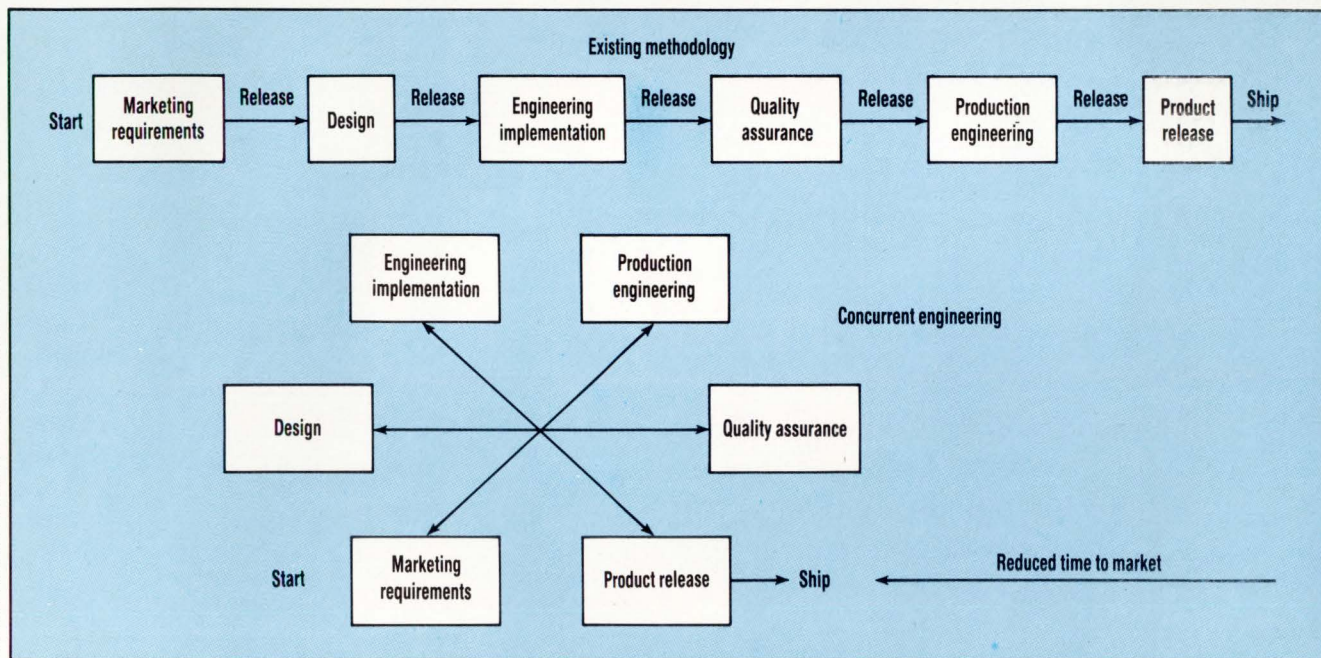 Existing methodology
Start
Marketing
requirements
Release
Design
Release
Engineering
implementation
Release
Quality
assurance
Release
Production
engineering
Release
Product
release
Ship
Engineering
implementation
Production
engineering
Concurrent engineering
Design
Quality assurance
Start
Marketing
requirements
Product release
Ship
Reduced time to market